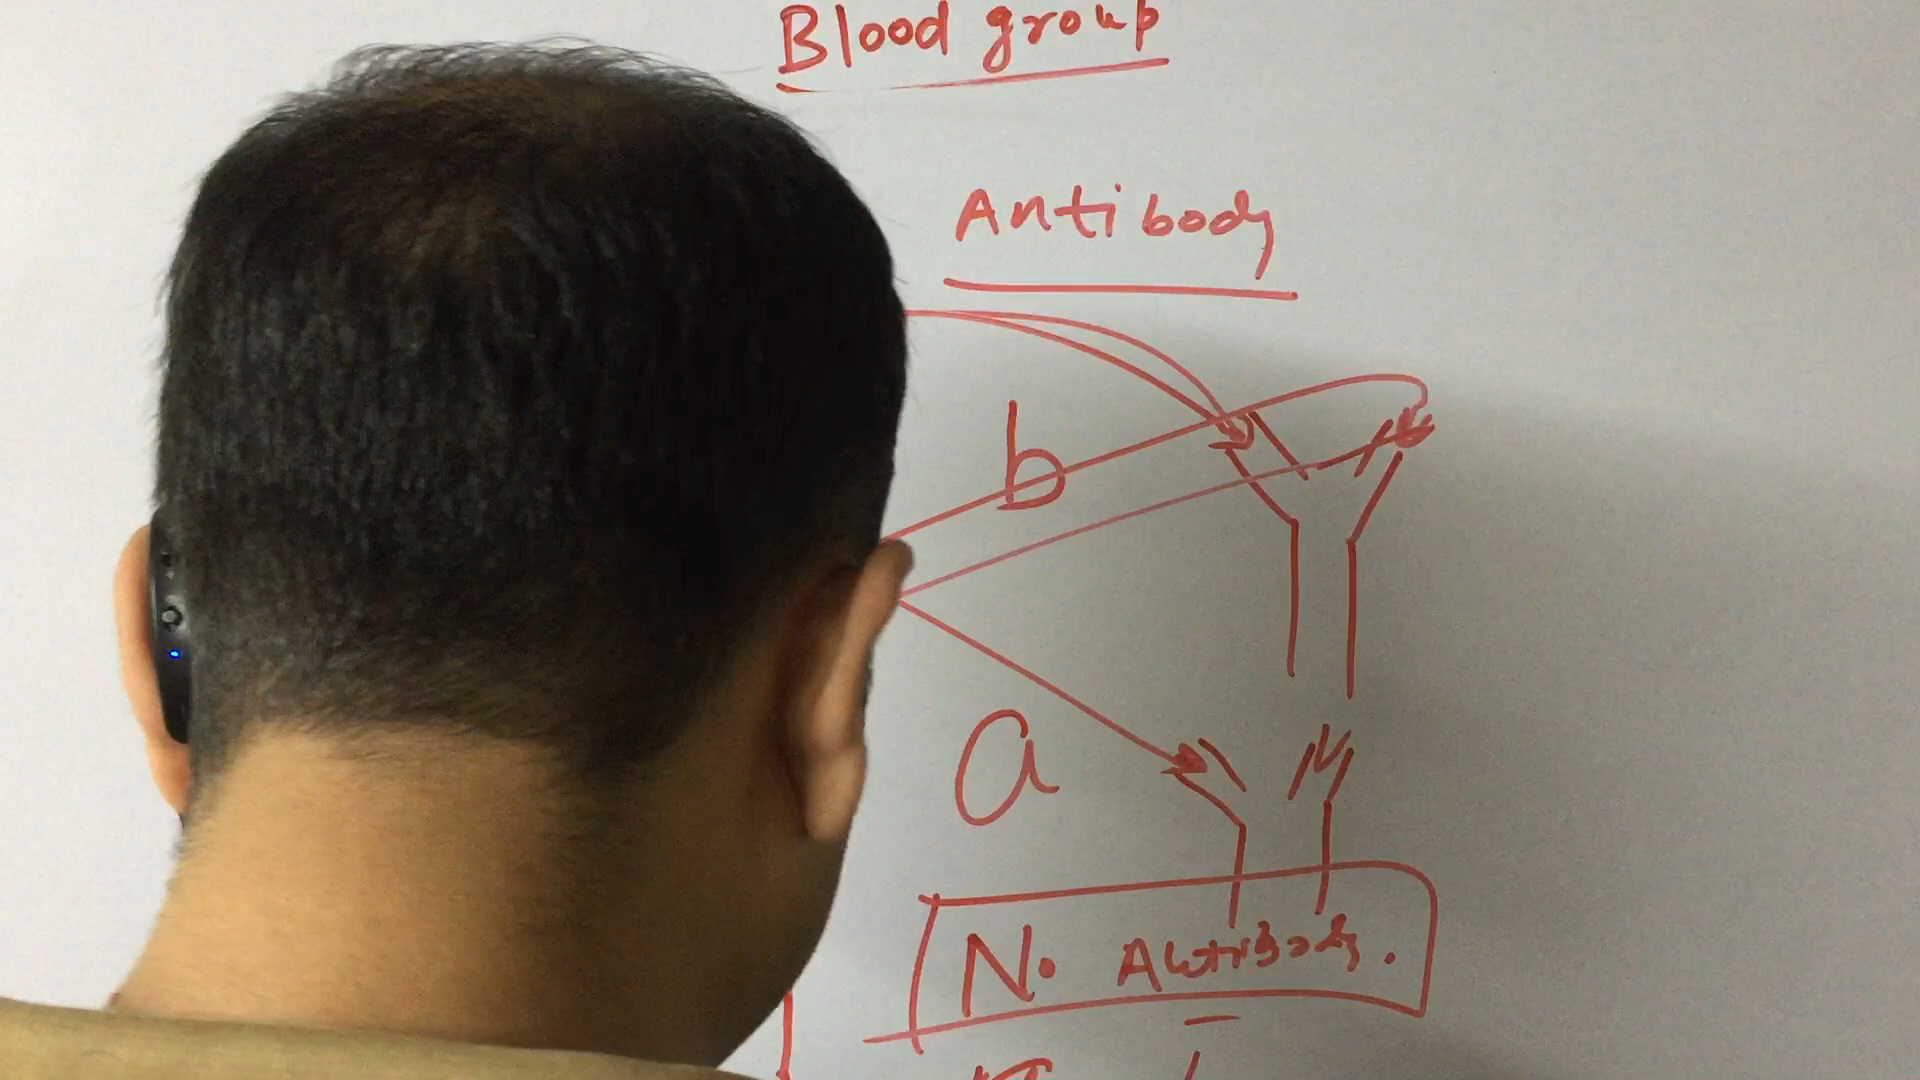 Blood group
Antibody
b
a
No Antibody.